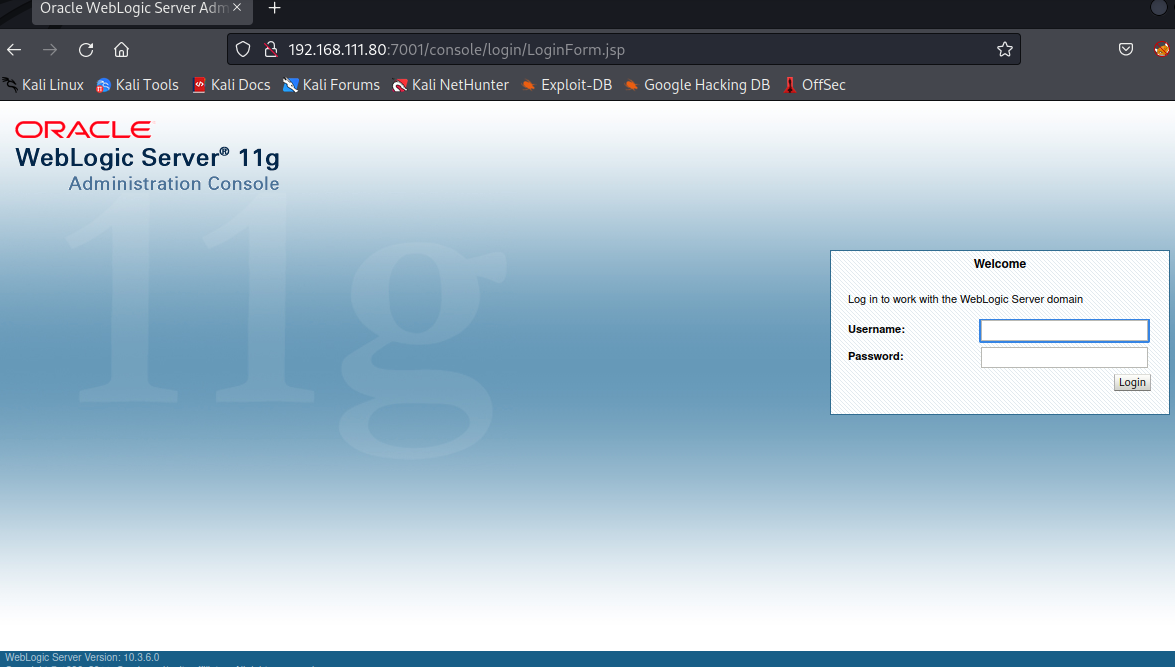 Oracle WebLogic Server Adm
192.168.111.80:7001/console/login/LoginForm.jsp
Kali Linux Kali Tools Kali Docs Kali Forums Kali NetHunter Exploit-DB Google Hacking DB OffSec
ORACLE
WebLogic Server® 11g
Administration Console
11g
Welcome
Log in to work with the WebLogic Server domain
Username:
Password:
Login
WebLogic Server Version: 10.3.6.0